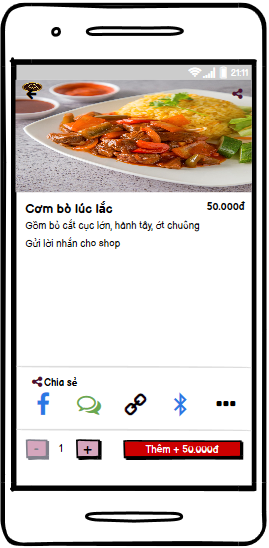 21:11
Cơm bò lúc lắc 50.000đ
Gồm bò cắt cục lớn, hành tây, ớt chuông
Gửi lời nhắn cho shop
Chia sẻ
- 1 + Thêm + 50.000đ